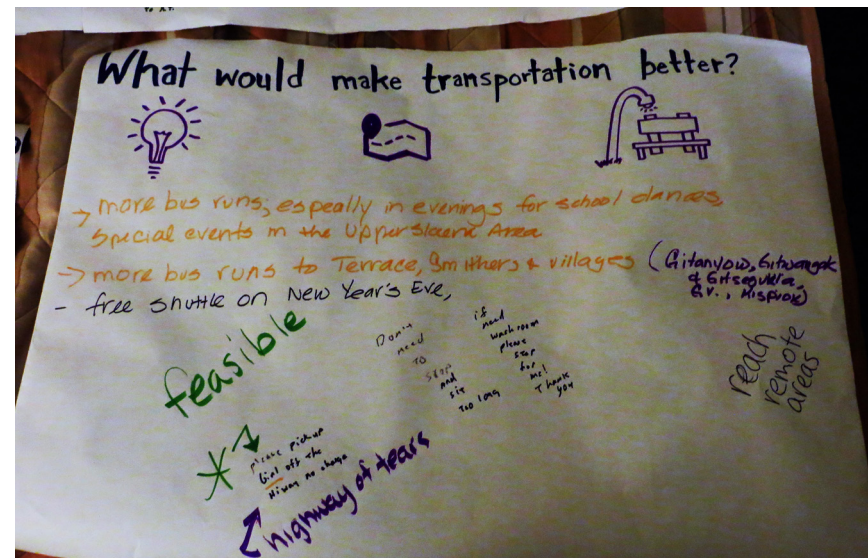 What would make transportation better?
→ more bus runs, espeally in evenings for school dances,
special events in the Upper Skeena Area
→ more bus runs to Terrace, Smithers & villages (Gitanyow, Gitwangak
& Gitsegukla,
G.V., Kispiox)
- free shuttle on New Year's Eve,
feasible
Don't
need
to
stop
and
sit
too long
if
need
washroom
please
stop
for
me!
Thank
you
reach
remote
areas
please pickup
Girl off the
Hiway no charge
highway of tears